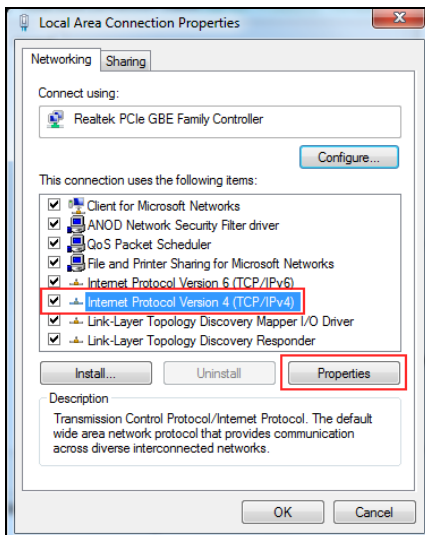 Local Area Connection Properties
Networking
Sharing
Connect using:
Realtek PCIe GBE Family Controller
Configure...
This connection uses the following items:
Client for Microsoft Networks
ANOD Network Security Filter driver
QoS Packet Scheduler
File and Printer Sharing for Microsoft Networks
Internet Protocol Version 6 (TCP/IPv6)
Internet Protocol Version 4 (TCP/IPv4)
Link-Layer Topology Discovery Mapper I/O Driver
Link-Layer Topology Discovery Responder
Install...
Uninstall
Properties
Description
Transmission Control Protocol/Internet Protocol. The default
wide area network protocol that provides communication
across diverse interconnected networks.
OK
Cancel